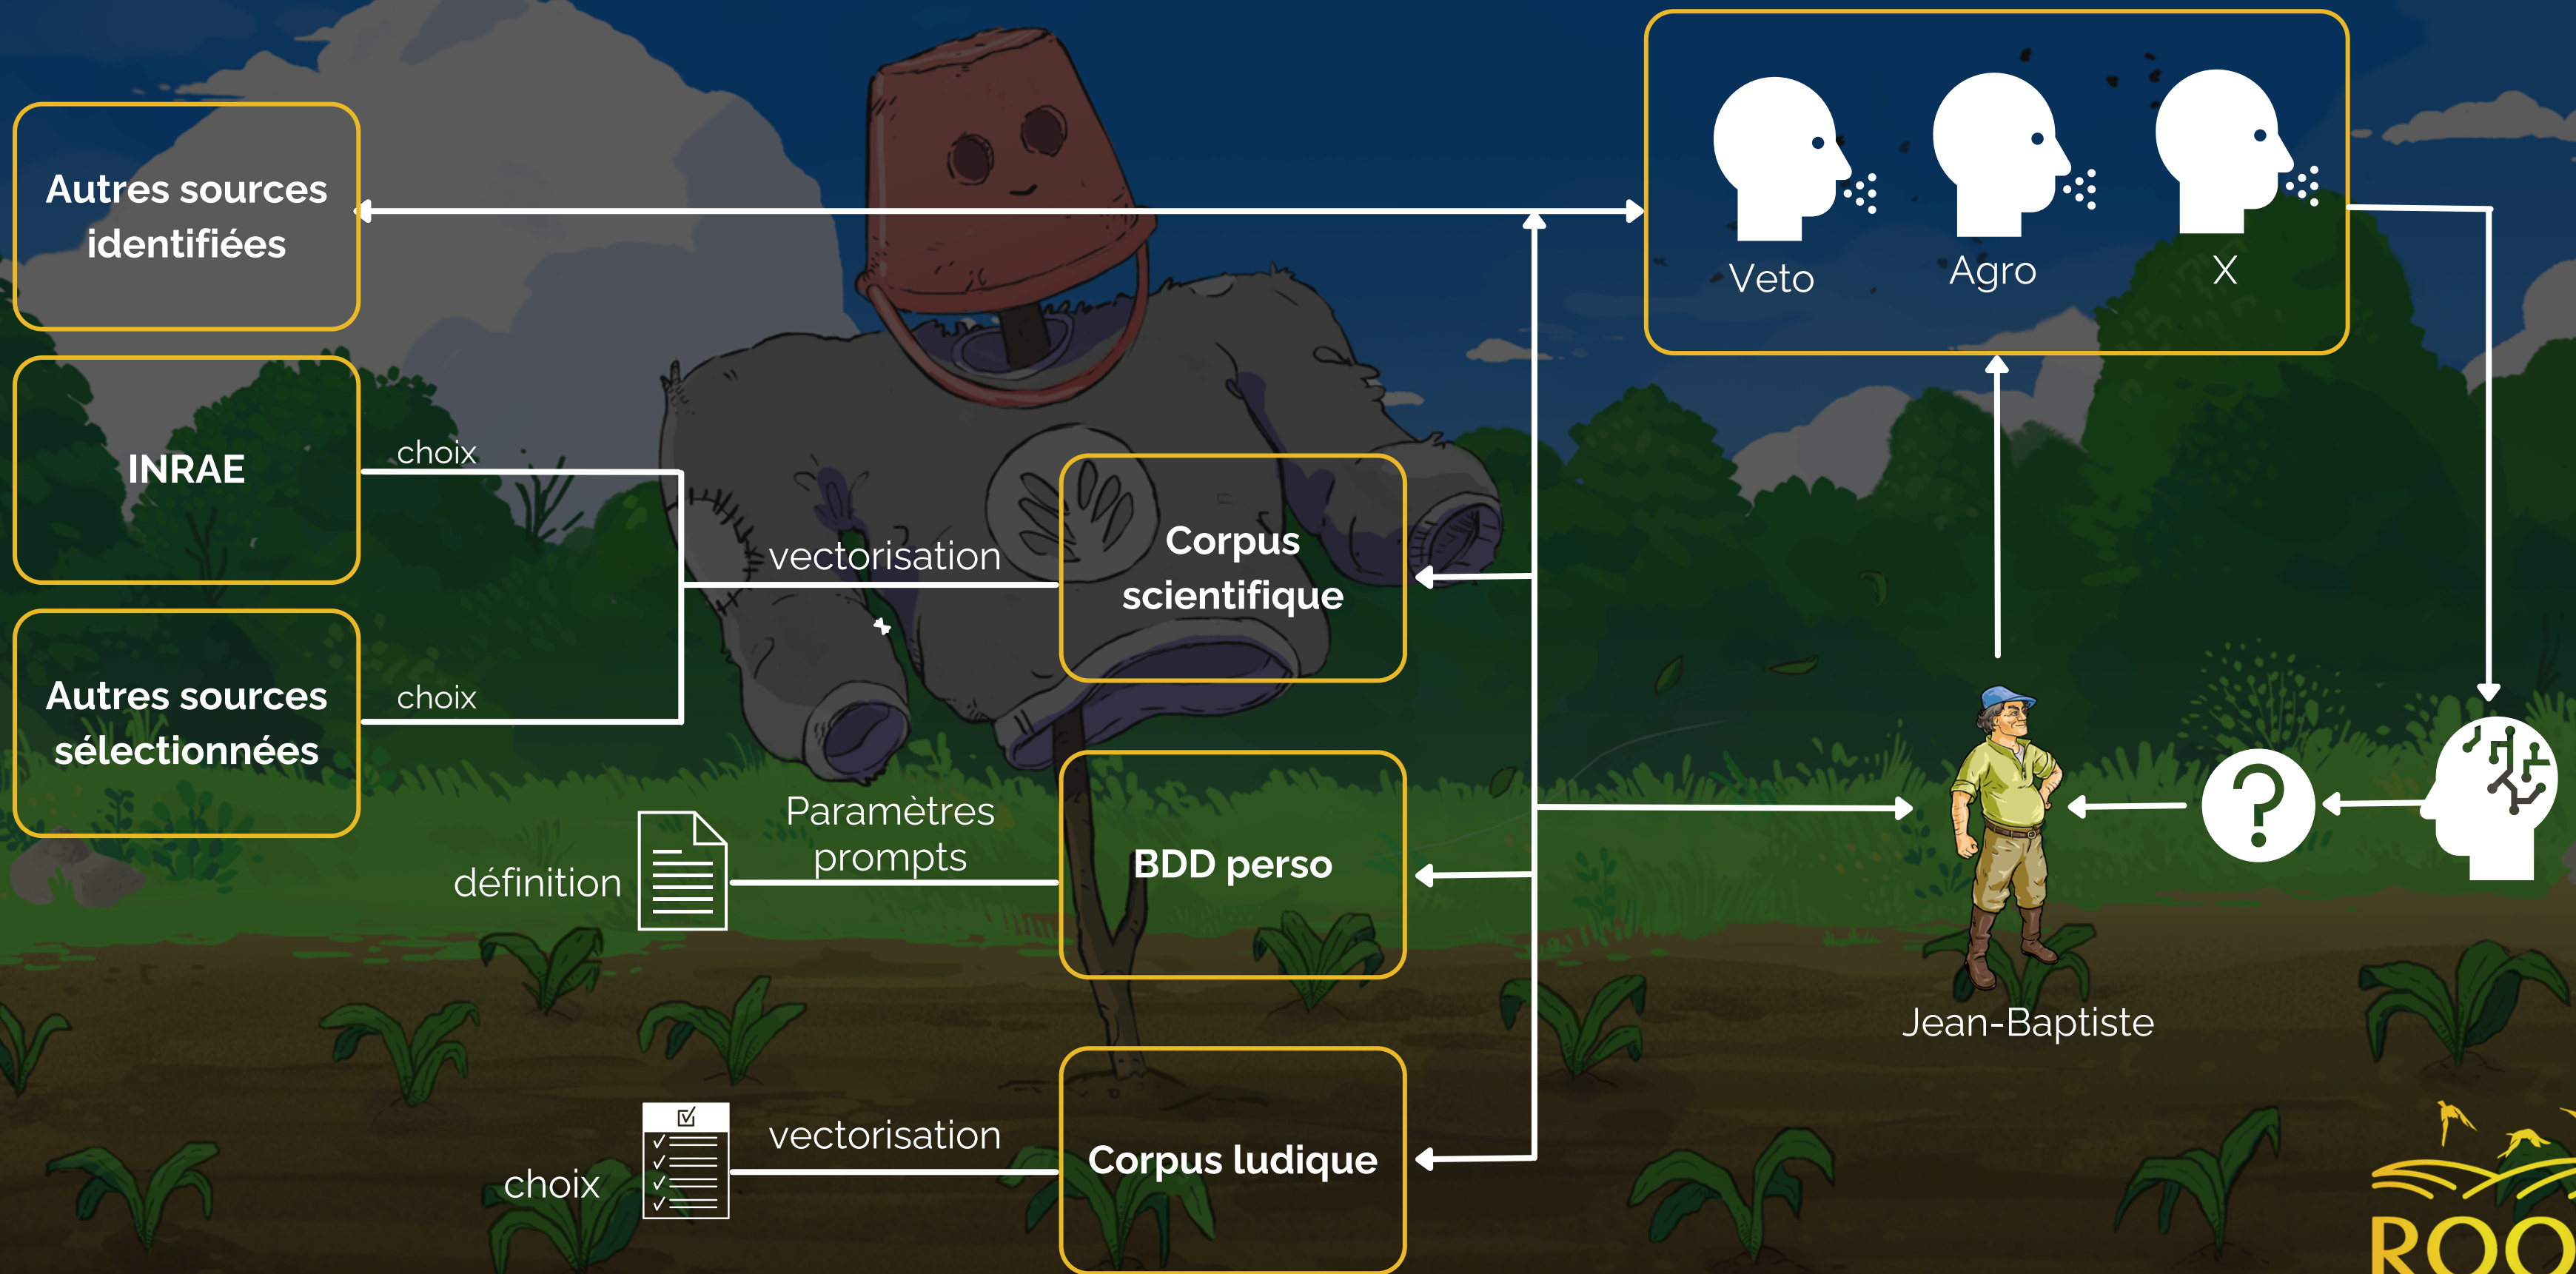 Autres sources
identifiées
INRAE
Autres sources
sélectionnées
choix
choix
vectorisation
Corpus
scientifique
définition
Paramètres
prompts
BDD perso
choix
vectorisation
Corpus ludique
Veto
Agro
X
?
Jean-Baptiste
ROO